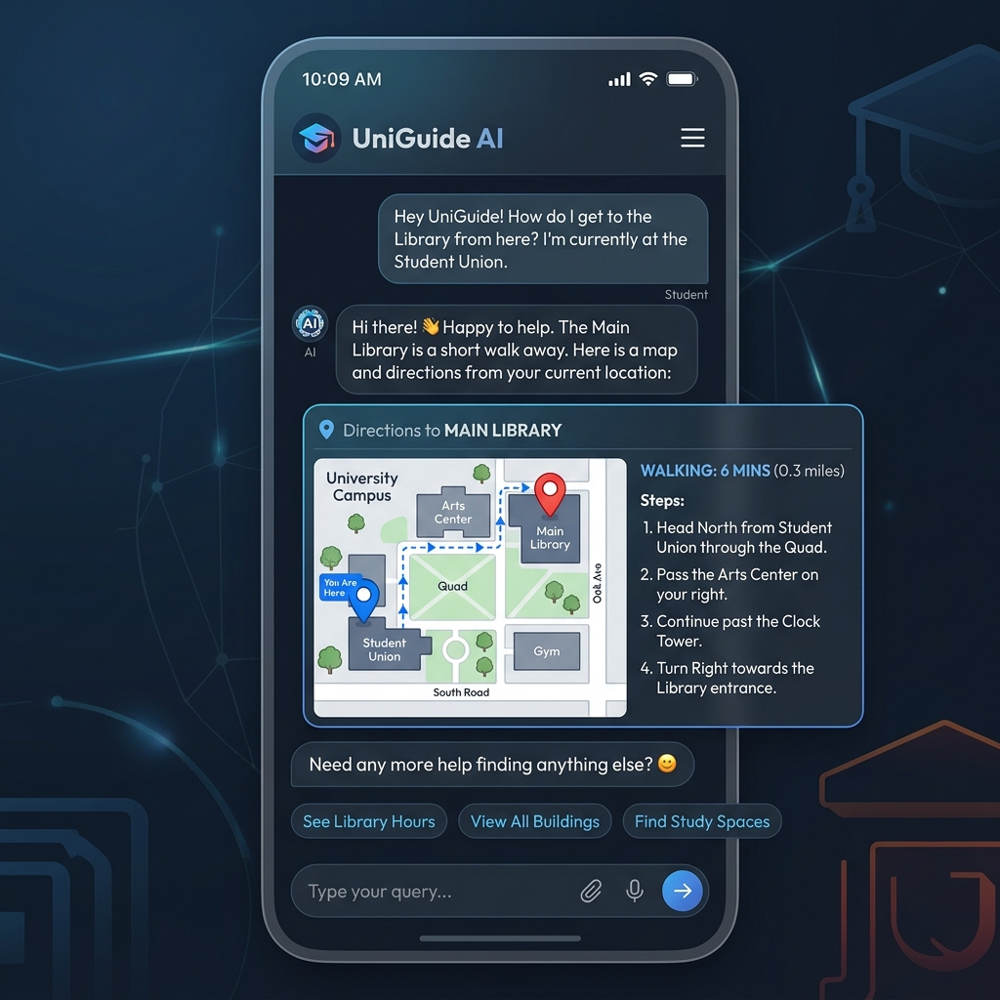 10:09 AM
UniGuide AI
Hey UniGuide! How do I get to the
Library from here? I'm currently at the
Student Union.
Student
AI
AI
Hi there! 👋 Happy to help. The Main
Library is a short walk away. Here is a map
and directions from your current location:
Directions to MAIN LIBRARY
University
Campus
Arts
Center
Main
Library
You Are
Here
Quad
Student
Union
Gym
South Road
WALKING: 6 MINS (0.3 miles)
Steps:
1. Head North from Student
Union through the Quad.
2. Pass the Arts Center on
your right.
3. Continue past the Clock
Tower.
4. Turn Right towards the
Library entrance.
Need any more help finding anything else? 🙂
See Library Hours
View All Buildings
Find Study Spaces
Type your query...